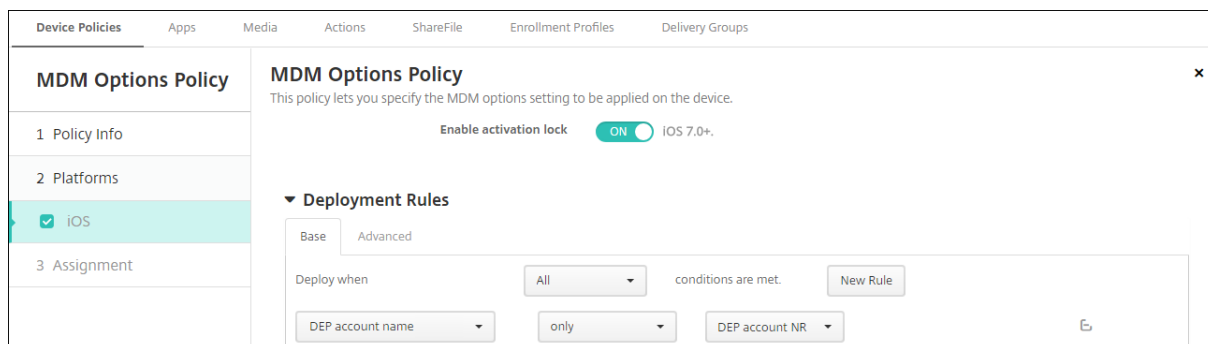 Device Policies Apps Media Actions ShareFile Enrollment Profiles Delivery Groups
MDM Options Policy
1 Policy Info
2 Platforms
iOS
3 Assignment
MDM Options Policy
This policy lets you specify the MDM options setting to be applied on the device.
Enable activation lock ON iOS 7.0+.
Deployment Rules
Base Advanced
Deploy when All conditions are met. New Rule
DEP account name only DEP account NR